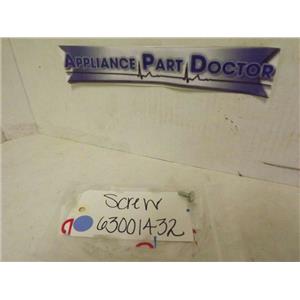 APPLIANCE PART DOCTOR
Screw
63001432